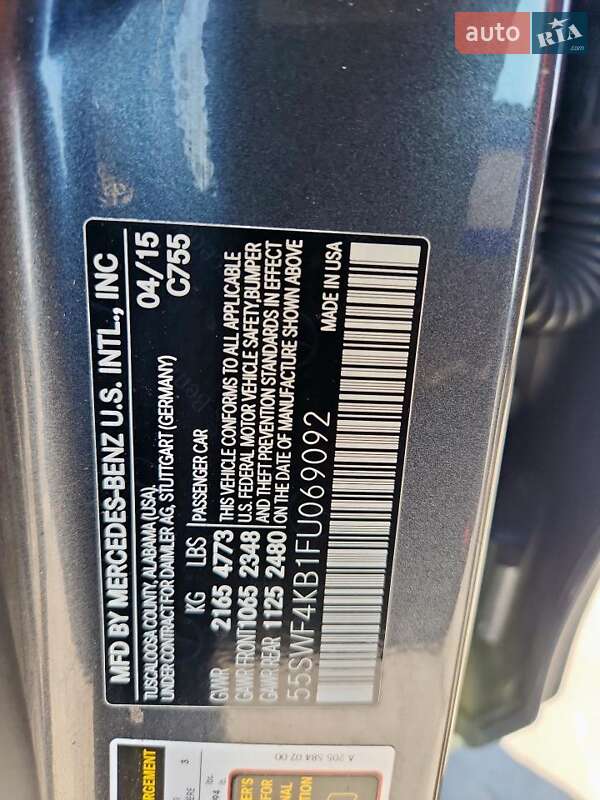 auto RIA.com
MFD BY MERCEDES-BENZ U.S. INTL., INC
TUSCALOOSA COUNTY, ALABAMA (USA),
UNDER CONTRACT FOR DAIMLER AG, STUTTGART (GERMANY)
04/15
C755
KG LBS PASSENGER CAR
GVWR 2165 4773
GAWR FRONT 1065 2348
GAWR REAR 1125 2480
THIS VEHICLE CONFORMS TO ALL APPLICABLE
U.S. FEDERAL MOTOR VEHICLE SAFETY, BUMPER
AND THEFT PREVENTION STANDARDS IN EFFECT
ON THE DATE OF MANUFACTURE SHOWN ABOVE
55SWF4KB1FU069092
MADE IN USA
A 205 584 02 00